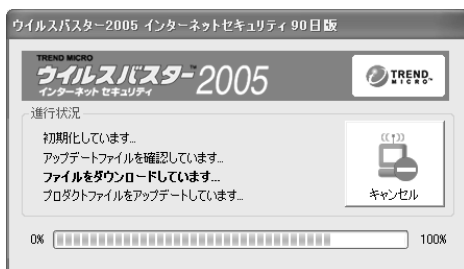 ウイルスバスター2005 インターネットセキュリティ 90日版
TREND MICRO
ウイルスバスター™ 2005
インターネット セキュリティ
TREND MICRO
進行状況
初期化しています...
アップデートファイルを確認しています...
ファイルをダウンロードしています...
プロダクトファイルをアップデートしています...
キャンセル
0% 100%